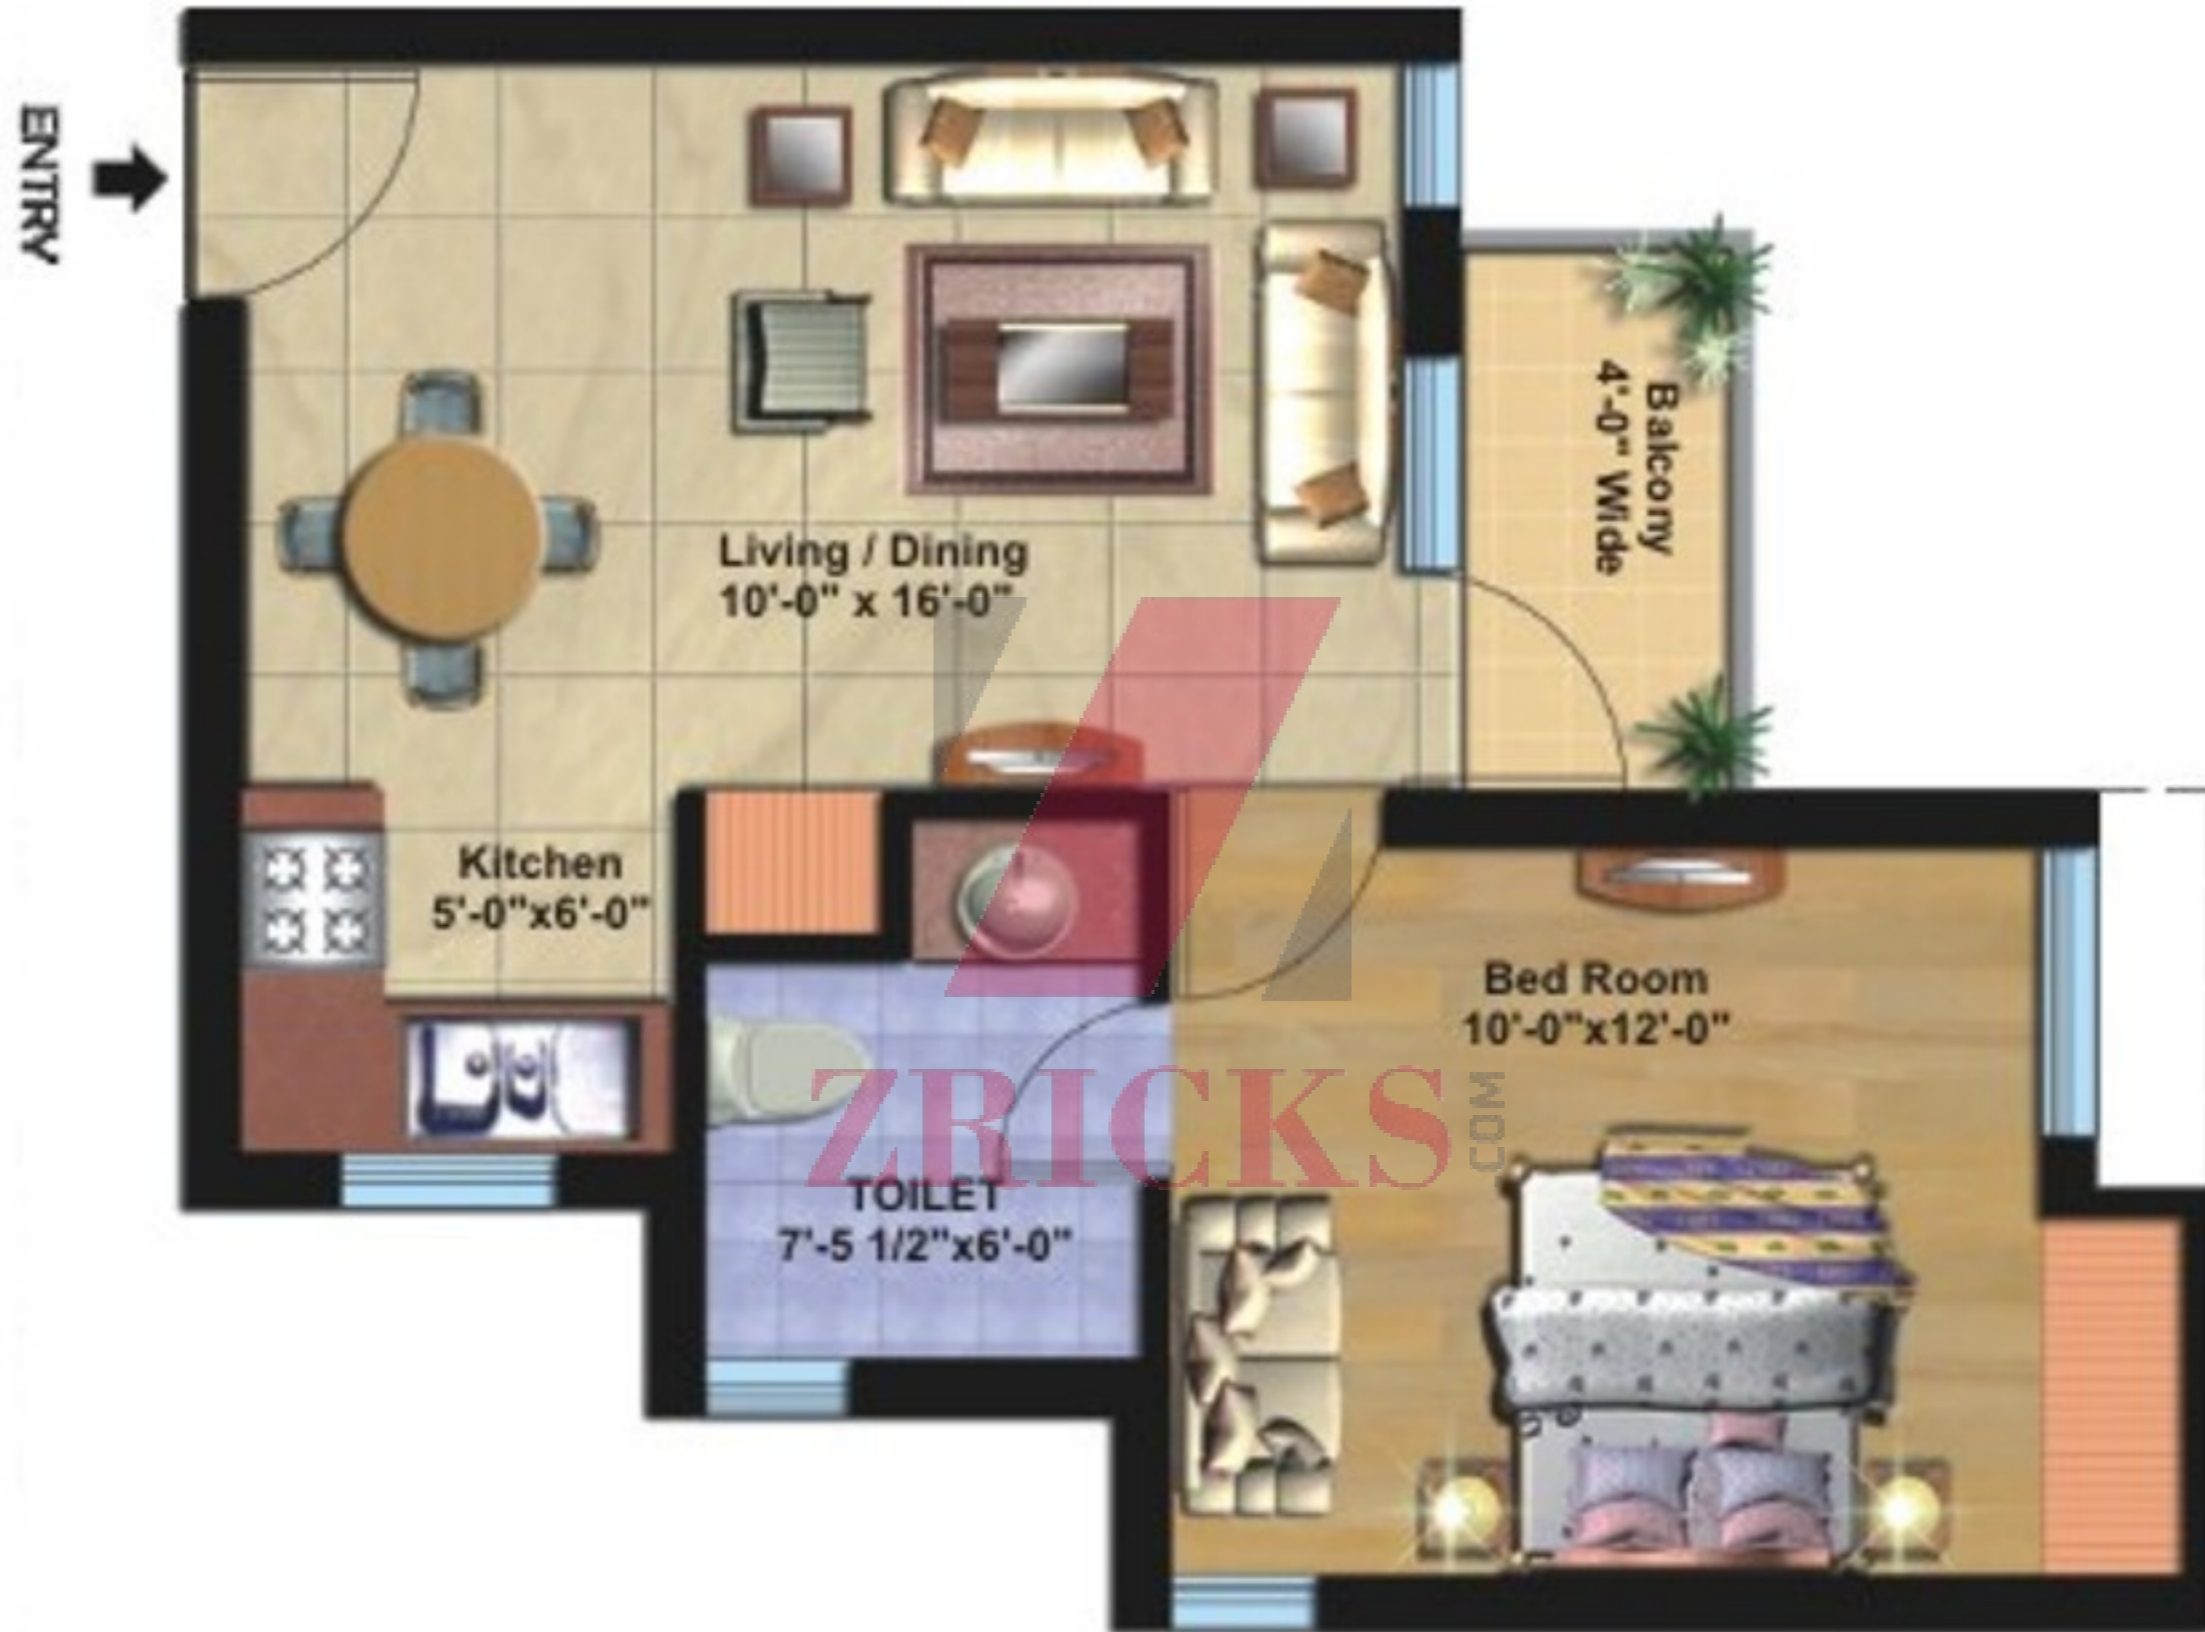 ENTRY
Balcony
4'-0" Wide
Living / Dining
10'-0" x 16'-0"
Kitchen
5'-0"x6'-0"
Bed Room
10'-0"x12'-0"
ZRICKS
COM
TOILET
7'-5 1/2"x6'-0"